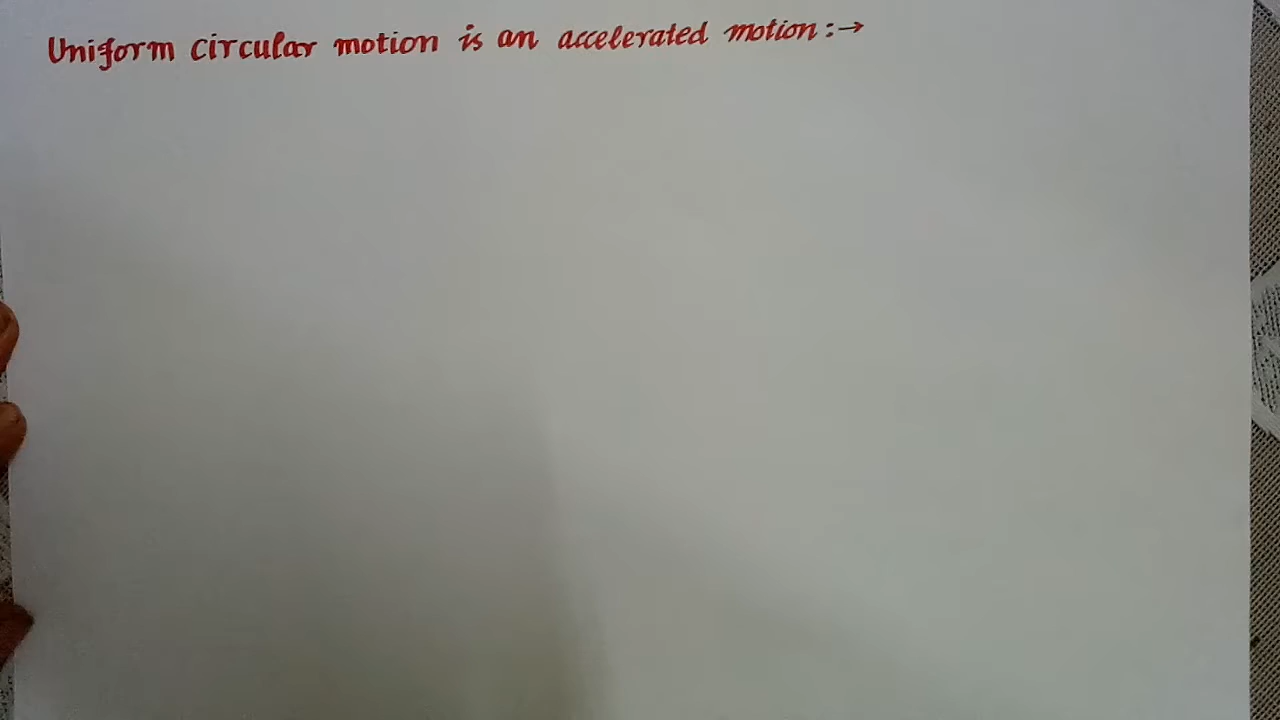 Uniform circular motion is an accelerated motion :→